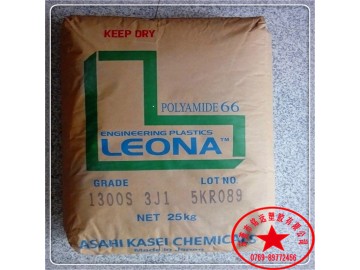 KEEP DRY
POLYAMIDE 66
ENGINEERING PLASTICS
LEONA™
GRADE LOT NO
1300S 3J1 5KR089
NET 25kg
ASAHI KASEI CHEMICALS
0769-89772466